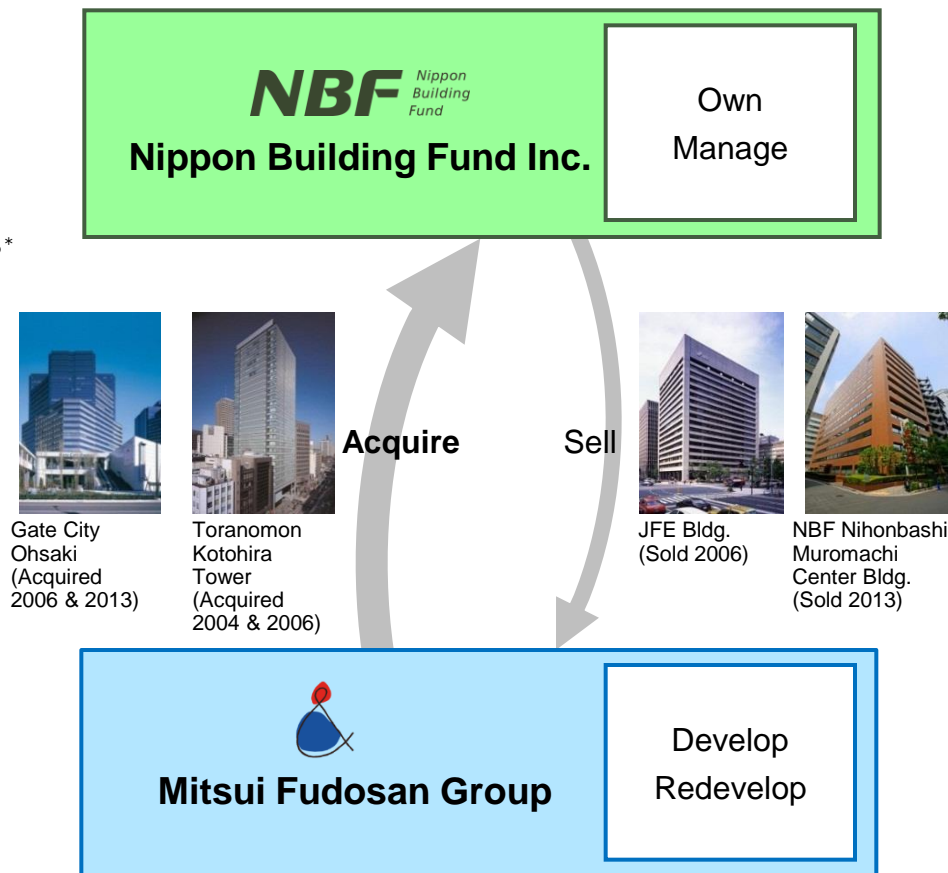 NBF Nippon
Building
Fund
Nippon Building Fund Inc.
Own
Manage
*
Acquire
Sell
Gate City
Ohsaki
(Acquired
2006 & 2013)
Toranomon
Kotohira
Tower
(Acquired
2004 & 2006)
JFE Bldg.
(Sold 2006)
NBF Nihonbashi
Muromachi
Center Bldg.
(Sold 2013)
Mitsui Fudosan Group
Develop
Redevelop